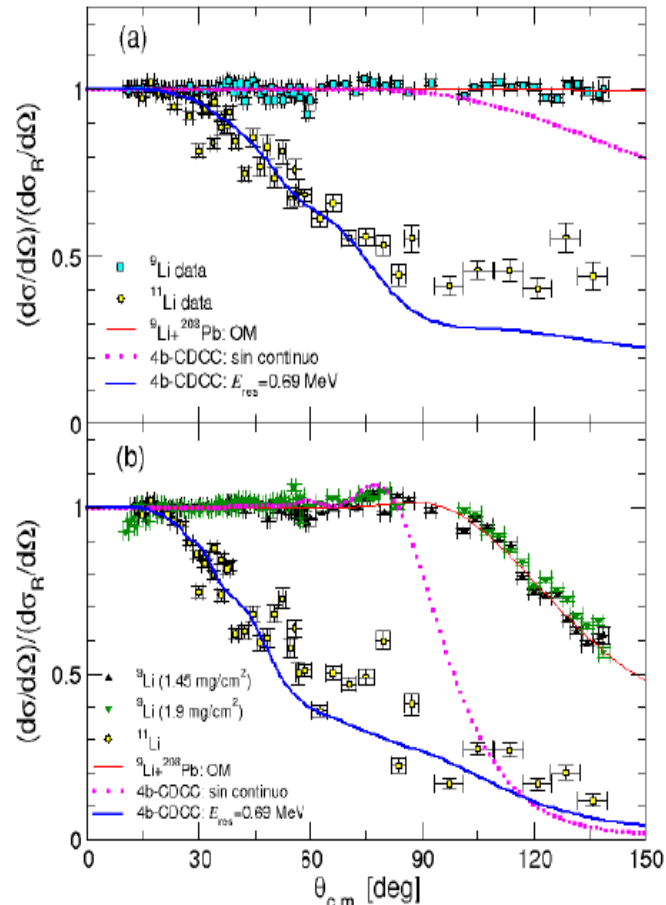 (a)
(dσ/dΩ)/(dσ_R/dΩ)
1
0.5
0
⁹Li data
¹¹Li data
⁹Li+²⁰⁸Pb: OM
4b-CDCC: sin continuo
4b-CDCC: E_res=0.69 MeV
(b)
(dσ/dΩ)/(dσ_R/dΩ)
1
0.5
0
⁹Li (1.45 mg/cm²)
⁹Li (1.9 mg/cm²)
¹¹Li
⁹Li+²⁰⁸Pb: OM
4b-CDCC: sin continuo
4b-CDCC: E_res=0.69 MeV
0 30 60 90 120 150
θ_c.m. [deg]